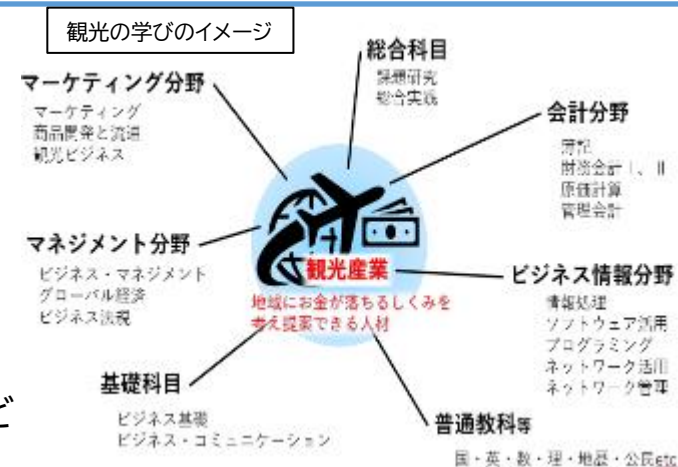 観光の学びのイメージ
総合科目
課題研究
総合実践
マーケティング分野
マーケティング
商品開発と流通
観光ビジネス
会計分野
簿記
財務会計Ⅰ、Ⅱ
原価計算
管理会計
マネジメント分野
ビジネス・マネジメント
グローバル経済
ビジネス法規
観光産業
地域にお金が落ちるしくみを
考え提案できる人材
ビジネス情報分野
情報処理
ソフトウェア活用
プログラミング
ネットワーク活用
ネットワーク管理
基礎科目
ビジネス基礎
ビジネス・コミュニケーション
普通教科等
国・英・数・理・地歴・公民etc
ど